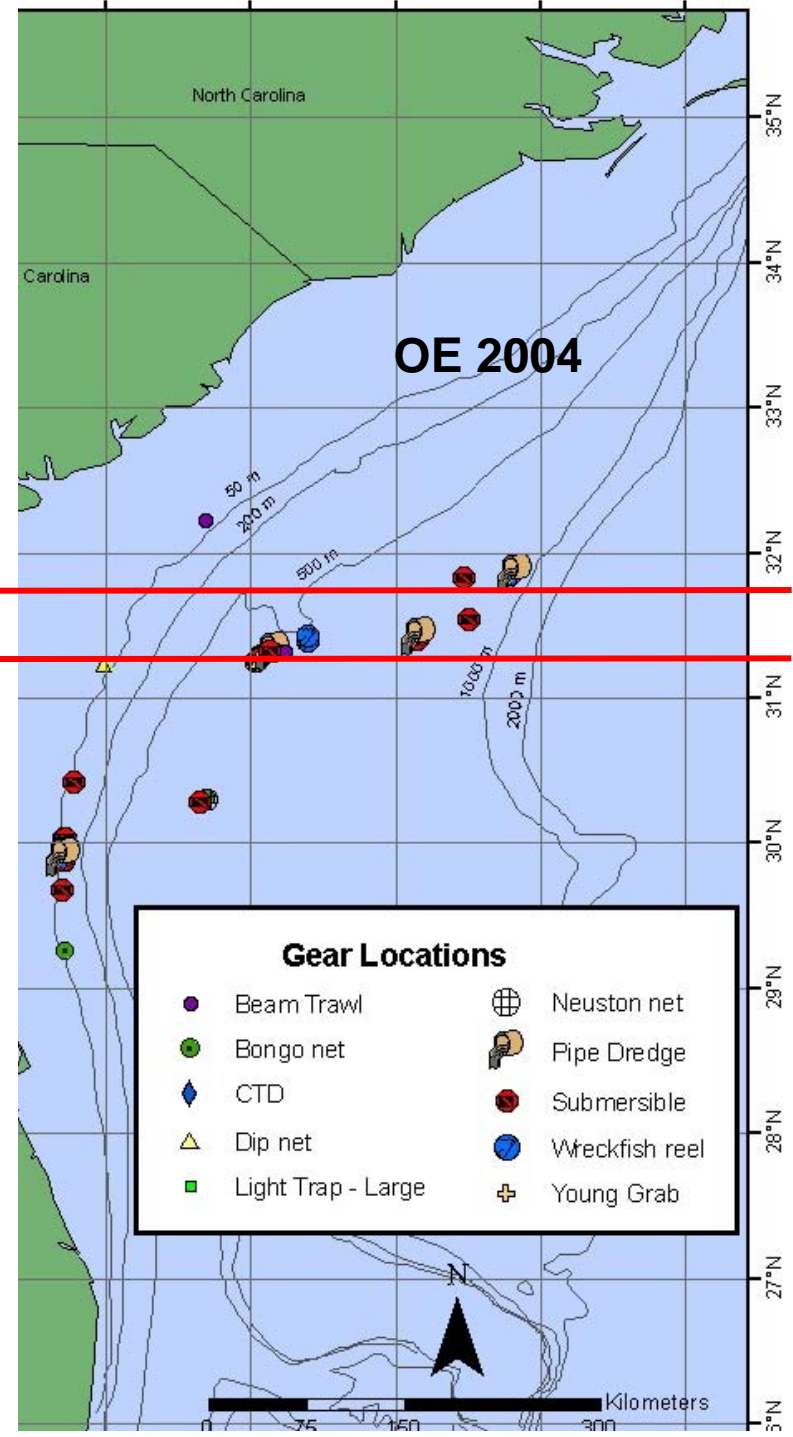 North Carolina
35°N
34°N
Carolina
OE 2004
33°N
50 m
200 m
32°N
500 m
1000 m
2000 m
31°N
30°N
Gear Locations
Beam Trawl
Bongo net
CTD
Dip net
Light Trap - Large
Neuston net
Pipe Dredge
Submersible
Wreckfish reel
Young Grab
29°N
28°N
27°N
N
Kilometers
0 75 150 300
6°N